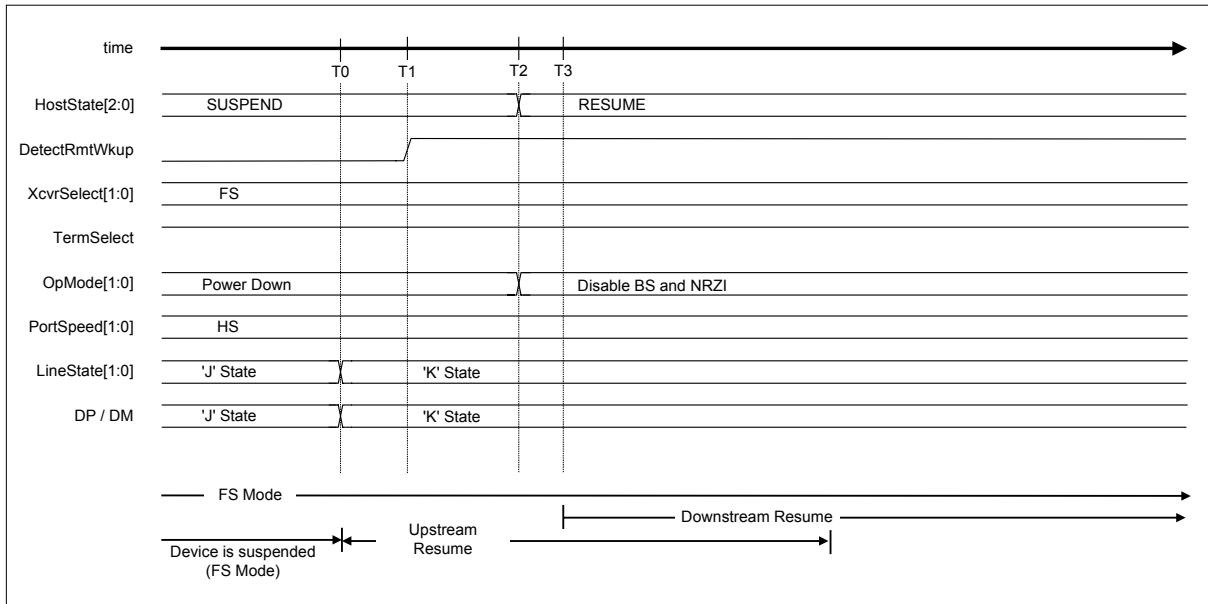 time
T0 T1 T2 T3
HostState[2:0] SUSPEND RESUME
DetectRmtWkup
XcvrSelect[1:0] FS
TermSelect
OpMode[1:0] Power Down Disable BS and NRZI
PortSpeed[1:0] HS
LineState[1:0] 'J' State 'K' State
DP / DM 'J' State 'K' State
FS Mode
Downstream Resume
Upstream
Resume
Device is suspended
(FS Mode)